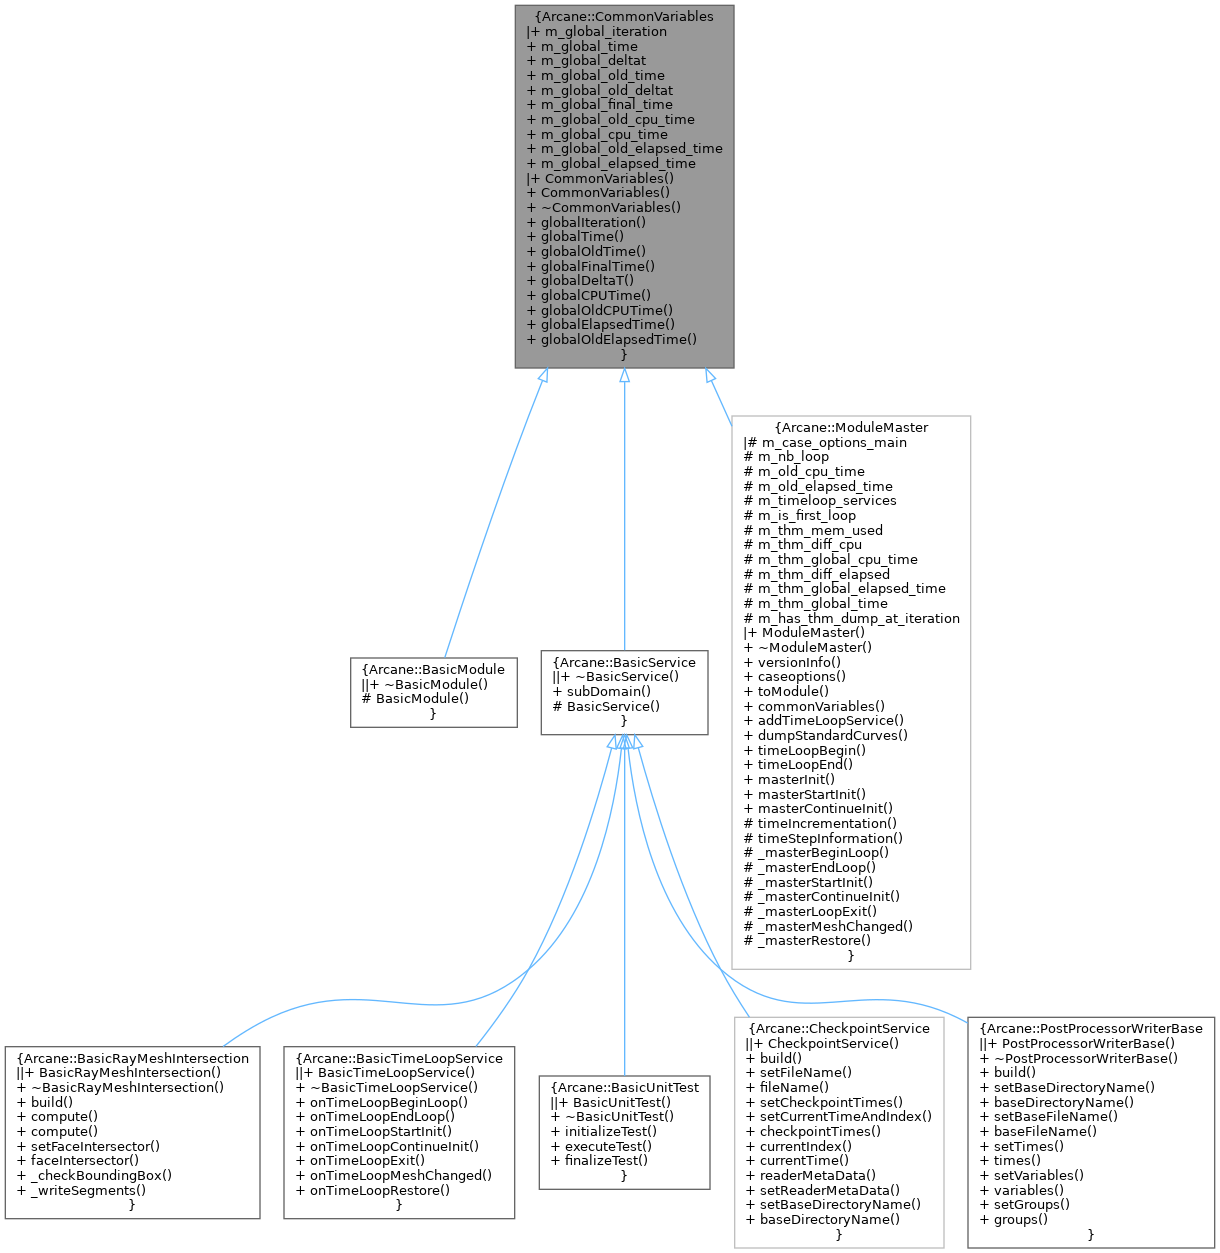 {Arcane::CommonVariables
|+ m_global_iteration
+ m_global_time
+ m_global_deltat
+ m_global_old_time
+ m_global_old_deltat
+ m_global_final_time
+ m_global_old_cpu_time
+ m_global_cpu_time
+ m_global_old_elapsed_time
+ m_global_elapsed_time
|+ CommonVariables()
+ CommonVariables()
+ ~CommonVariables()
+ globalIteration()
+ globalTime()
+ globalOldTime()
+ globalFinalTime()
+ globalDeltaT()
+ globalCPUTime()
+ globalOldCPUTime()
+ globalElapsedTime()
+ globalOldElapsedTime()
}
{Arcane::ModuleMaster
|# m_case_options_main
# m_nb_loop
# m_old_cpu_time
# m_old_elapsed_time
# m_timeloop_services
# m_is_first_loop
# m_thm_mem_used
# m_thm_diff_cpu
# m_thm_global_cpu_time
# m_thm_diff_elapsed
# m_thm_global_elapsed_time
# m_thm_global_time
# m_has_thm_dump_at_iteration
|+ ModuleMaster()
+ ~ModuleMaster()
+ versionInfo()
+ caseoptions()
+ toModule()
+ commonVariables()
+ addTimeLoopService()
+ dumpStandardCurves()
+ timeLoopBegin()
+ timeLoopEnd()
+ masterInit()
+ masterStartInit()
+ masterContinueInit()
# timeIncrementation()
# timeStepInformation()
# _masterBeginLoop()
# _masterEndLoop()
# _masterStartInit()
# _masterContinueInit()
# _masterLoopExit()
# _masterMeshChanged()
# _masterRestore()
}
{Arcane::BasicModule
||+ ~BasicModule()
# BasicModule()
}
{Arcane::BasicService
||+ ~BasicService()
+ subDomain()
# BasicService()
}
{Arcane::BasicRayMeshIntersection
||+ BasicRayMeshIntersection()
+ ~BasicRayMeshIntersection()
+ build()
+ compute()
+ compute()
+ setFaceIntersector()
+ faceIntersector()
+ _checkBoundingBox()
+ _writeSegments()
}
{Arcane::BasicTimeLoopService
||+ BasicTimeLoopService()
+ ~BasicTimeLoopService()
+ onTimeLoopBeginLoop()
+ onTimeLoopEndLoop()
+ onTimeLoopStartInit()
+ onTimeLoopContinueInit()
+ onTimeLoopExit()
+ onTimeLoopMeshChanged()
+ onTimeLoopRestore()
}
{Arcane::BasicUnitTest
||+ BasicUnitTest()
+ ~BasicUnitTest()
+ initializeTest()
+ executeTest()
+ finalizeTest()
}
{Arcane::CheckpointService
||+ CheckpointService()
+ build()
+ setFileName()
+ fileName()
+ setCheckpointTimes()
+ setCurrentTimeAndIndex()
+ checkpointTimes()
+ currentIndex()
+ currentTime()
+ readerMetaData()
+ setReaderMetaData()
+ setBaseDirectoryName()
+ baseDirectoryName()
}
{Arcane::PostProcessorWriterBase
||+ PostProcessorWriterBase()
+ ~PostProcessorWriterBase()
+ build()
+ setBaseDirectoryName()
+ baseDirectoryName()
+ setBaseFileName()
+ baseFileName()
+ setTimes()
+ times()
+ setVariables()
+ variables()
+ setGroups()
+ groups()
}